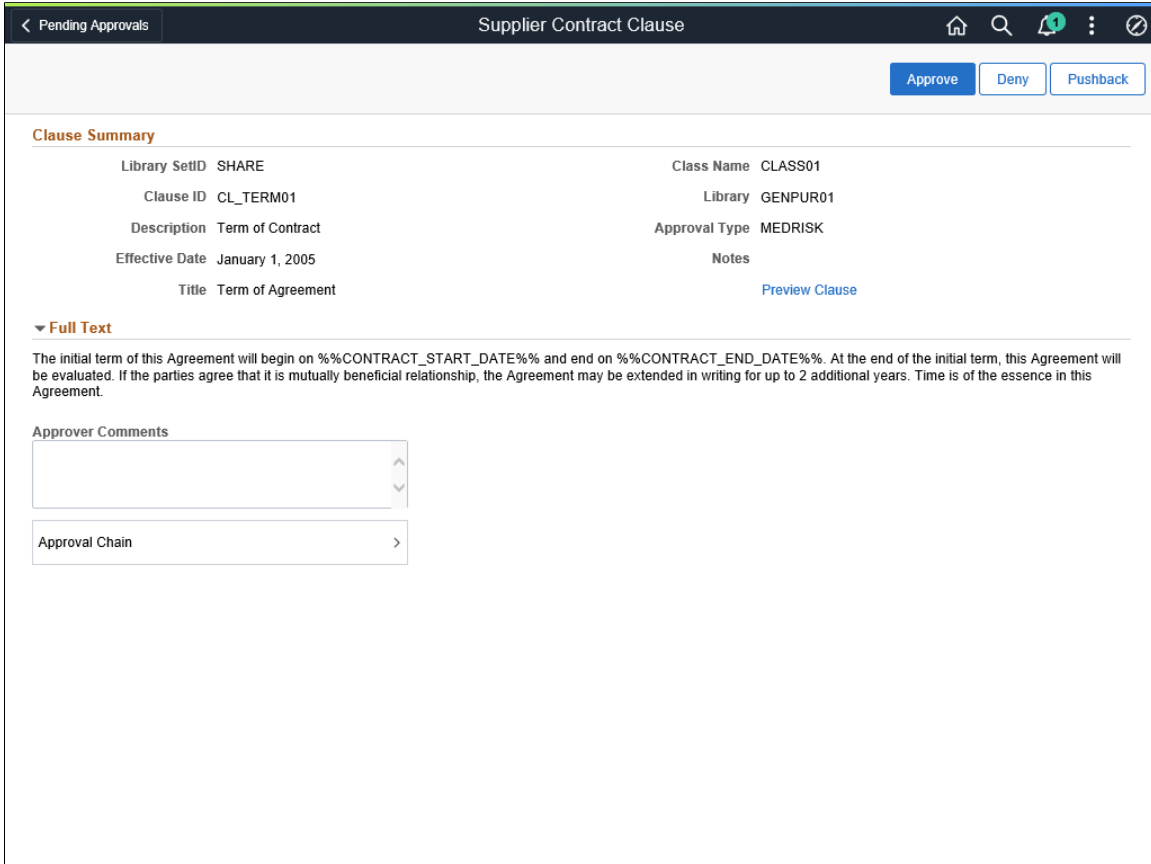 Pending Approvals
Supplier Contract Clause
1
Approve
Deny
Pushback
Clause Summary
Library SetID SHARE
Class Name CLASS01
Clause ID CL_TERM01
Library GENPUR01
Description Term of Contract
Approval Type MEDRISK
Effective Date January 1, 2005
Notes
Title Term of Agreement
Preview Clause
Full Text
The initial term of this Agreement will begin on %%CONTRACT_START_DATE%% and end on %%CONTRACT_END_DATE%%. At the end of the initial term, this Agreement will
be evaluated. If the parties agree that it is mutually beneficial relationship, the Agreement may be extended in writing for up to 2 additional years. Time is of the essence in this
Agreement.
Approver Comments
Approval Chain